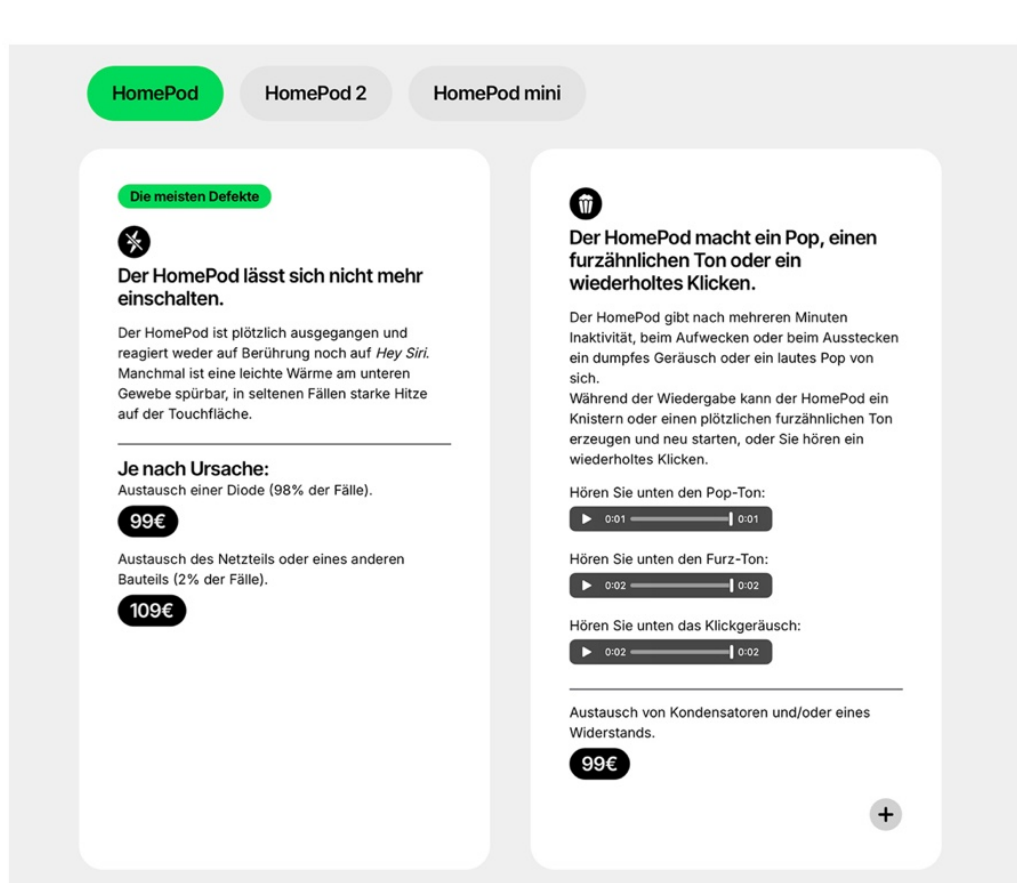 HomePod
HomePod 2
HomePod mini
Die meisten Defekte
Der HomePod lässt sich nicht mehr
einschalten.
Der HomePod ist plötzlich ausgegangen und
reagiert weder auf Berührung noch auf Hey Siri.
Manchmal ist eine leichte Wärme am unteren
Gewebe spürbar, in seltenen Fällen starke Hitze
auf der Touchfläche.
Je nach Ursache:
Austausch einer Diode (98% der Fälle).
99€
Austausch des Netzteils oder eines anderen
Bauteils (2% der Fälle).
109€
Der HomePod macht ein Pop, einen
furzähnlichen Ton oder ein
wiederholtes Klicken.
Der HomePod gibt nach mehreren Minuten
Inaktivität, beim Aufwecken oder beim Ausstecken
ein dumpfes Geräusch oder ein lautes Pop von
sich.
Während der Wiedergabe kann der HomePod ein
Knistern oder einen plötzlichen furzähnlichen Ton
erzeugen und neu starten, oder Sie hören ein
wiederholtes Klicken.
Hören Sie unten den Pop-Ton:
0:01 0:01
Hören Sie unten den Furz-Ton:
0:02 0:02
Hören Sie unten das Klickgeräusch:
0:02 0:02
Austausch von Kondensatoren und/oder eines
Widerstands.
99€
+